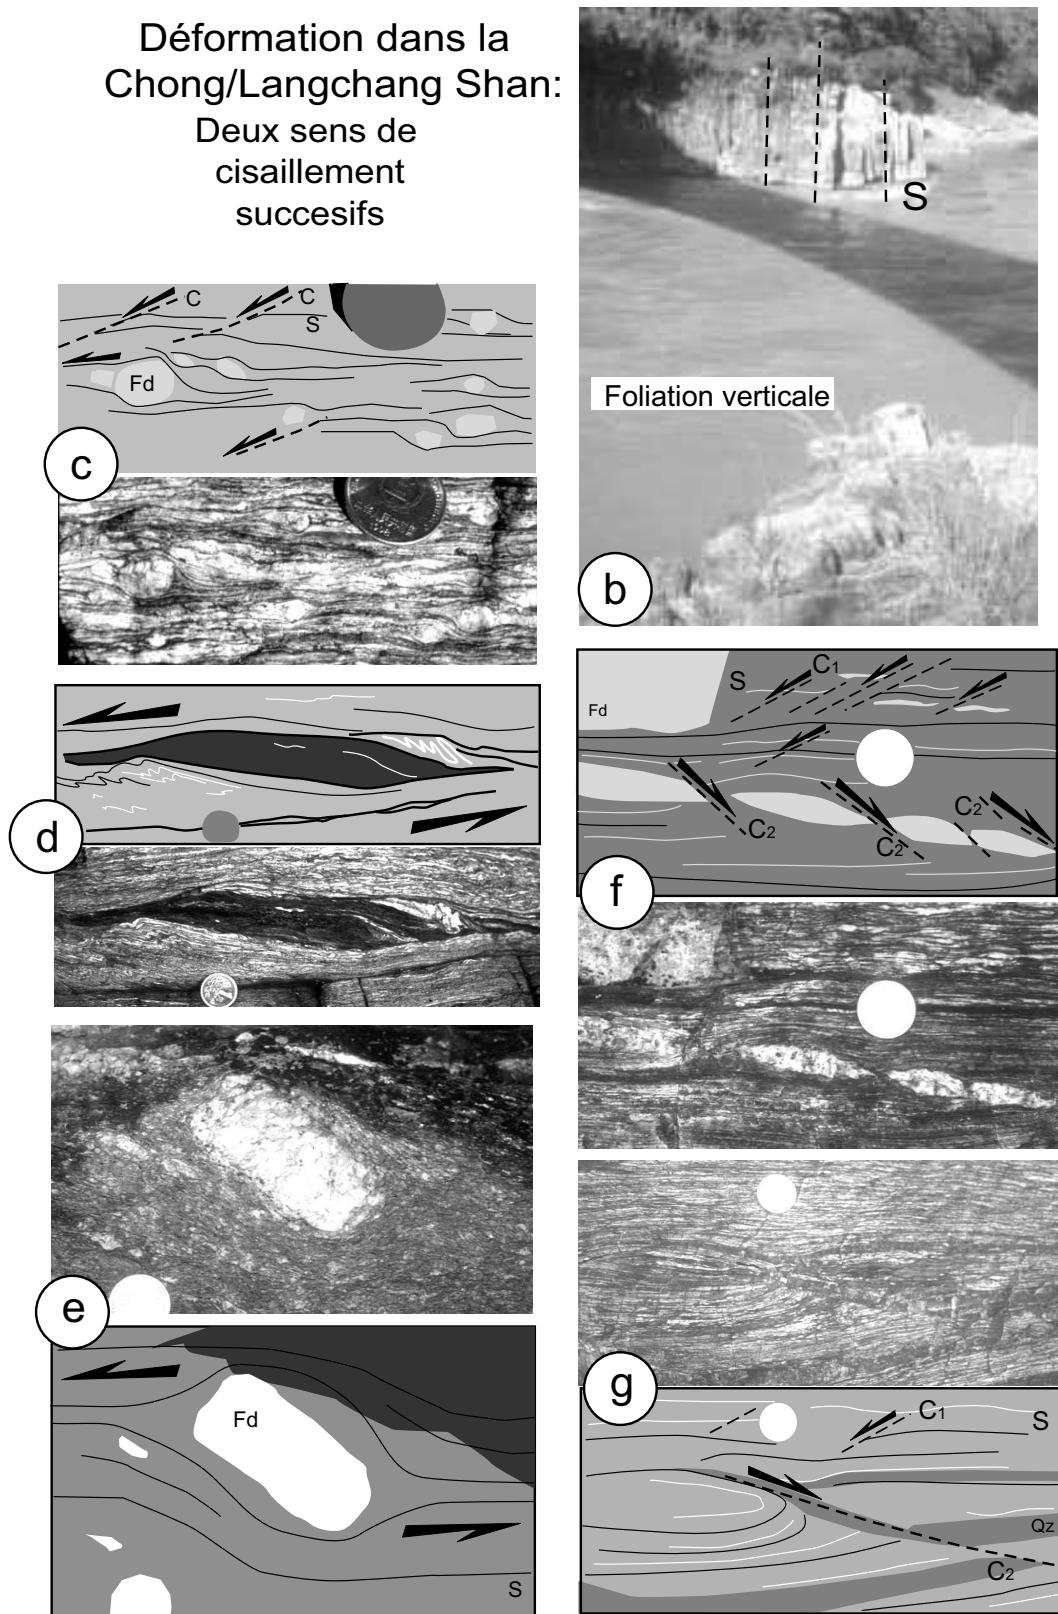 Déformation dans la
Chong/Langchang Shan:
Deux sens de
cisaillement
succesifs
S
Foliation verticale
b
C
C
S
Fd
c
d
Fd
S
e
Fd
S
C1
C2
C2
C2
f
g
C1
S
Qz
C2